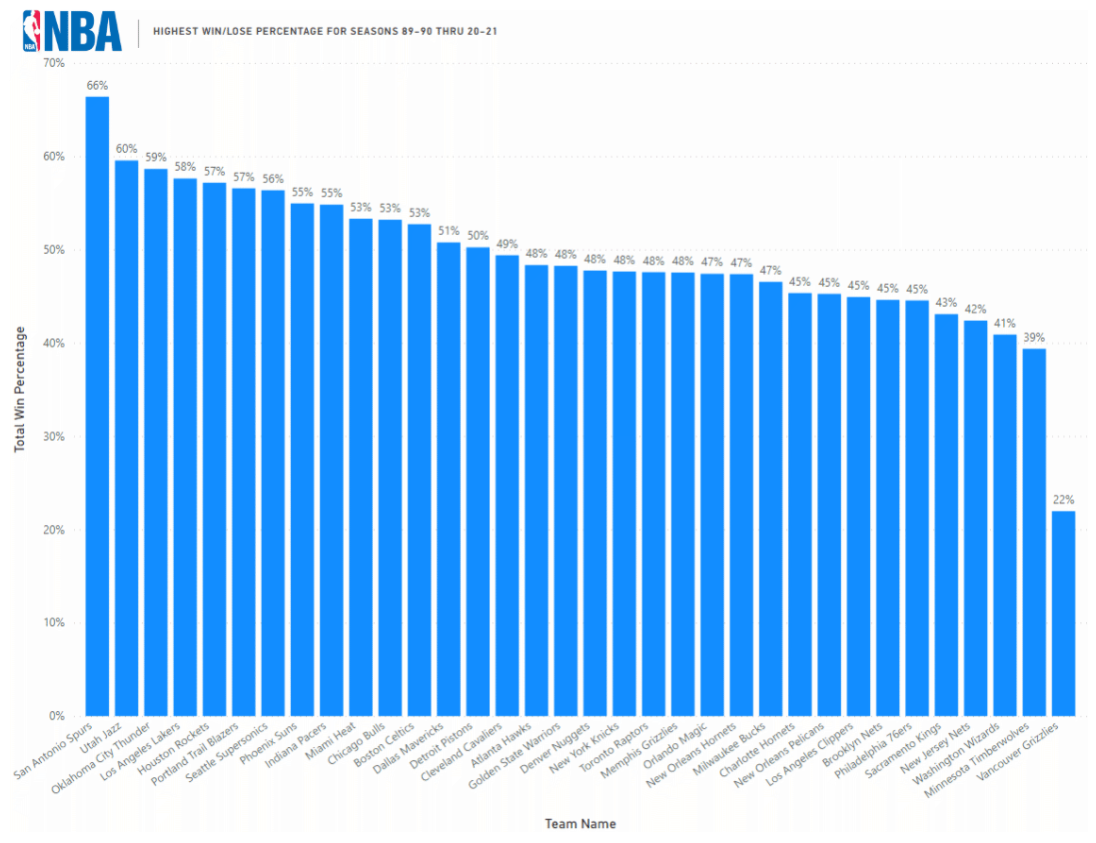 NBA
NBA
HIGHEST WIN/LOSE PERCENTAGE FOR SEASONS 89-90 THRU 20-21
70%
60%
50%
40%
30%
20%
10%
0%
Total Win Percentage
66%
60%
59%
58%
57%
57%
56%
55%
55%
53%
53%
53%
51%
50%
49%
48%
48%
48%
48%
48%
48%
47%
47%
47%
45%
45%
45%
45%
45%
43%
42%
41%
39%
22%
San Antonio Spurs
Utah Jazz
Oklahoma City Thunder
Los Angeles Lakers
Houston Rockets
Portland Trail Blazers
Seattle Supersonics
Phoenix Suns
Indiana Pacers
Miami Heat
Chicago Bulls
Boston Celtics
Dallas Mavericks
Detroit Pistons
Cleveland Cavaliers
Atlanta Hawks
Golden State Warriors
Denver Nuggets
New York Knicks
Toronto Raptors
Memphis Grizzlies
Orlando Magic
New Orleans Hornets
Milwaukee Bucks
Charlotte Hornets
New Orleans Pelicans
Los Angeles Clippers
Brooklyn Nets
Philadelphia 76ers
Sacramento Kings
New Jersey Nets
Washington Wizards
Minnesota Timberwolves
Vancouver Grizzlies
Team Name